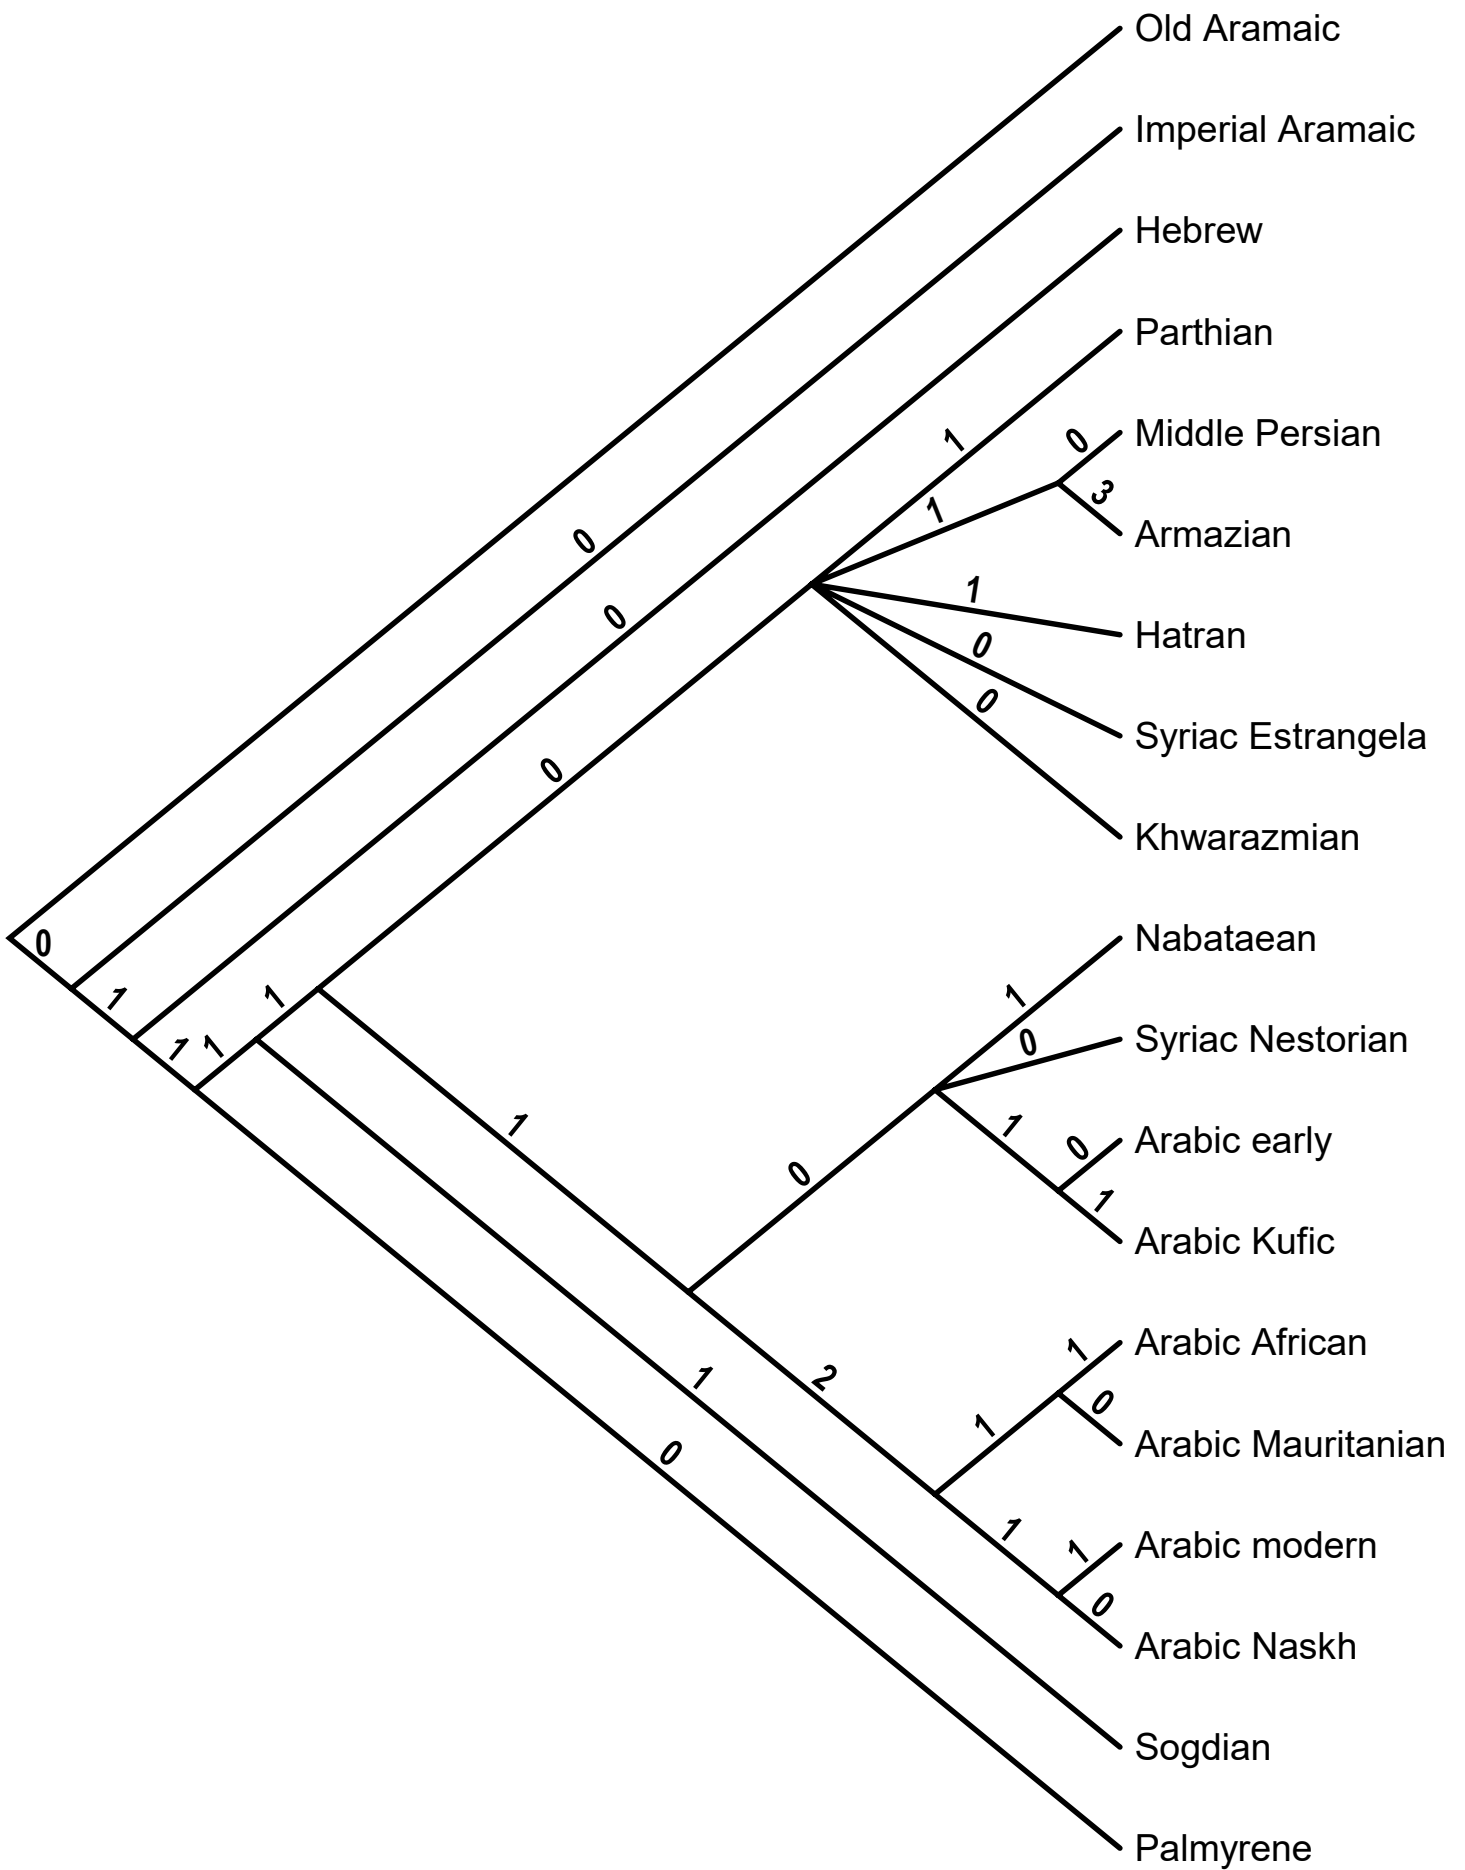 Old Aramaic
Imperial Aramaic
Hebrew
Parthian
1
0
Middle Persian
3
1
Armazian
0
1
0
Hatran
0
0
Syriac Estrangela
0
Khwarazmian
0
Nabataean
1
1
1
0
Syriac Nestorian
1
1
1
1
0
Arabic early
0
1
Arabic Kufic
Arabic African
1
2
1
0
1
Arabic Mauritanian
0
1
1
Arabic modern
0
Arabic Naskh
Sogdian
Palmyrene